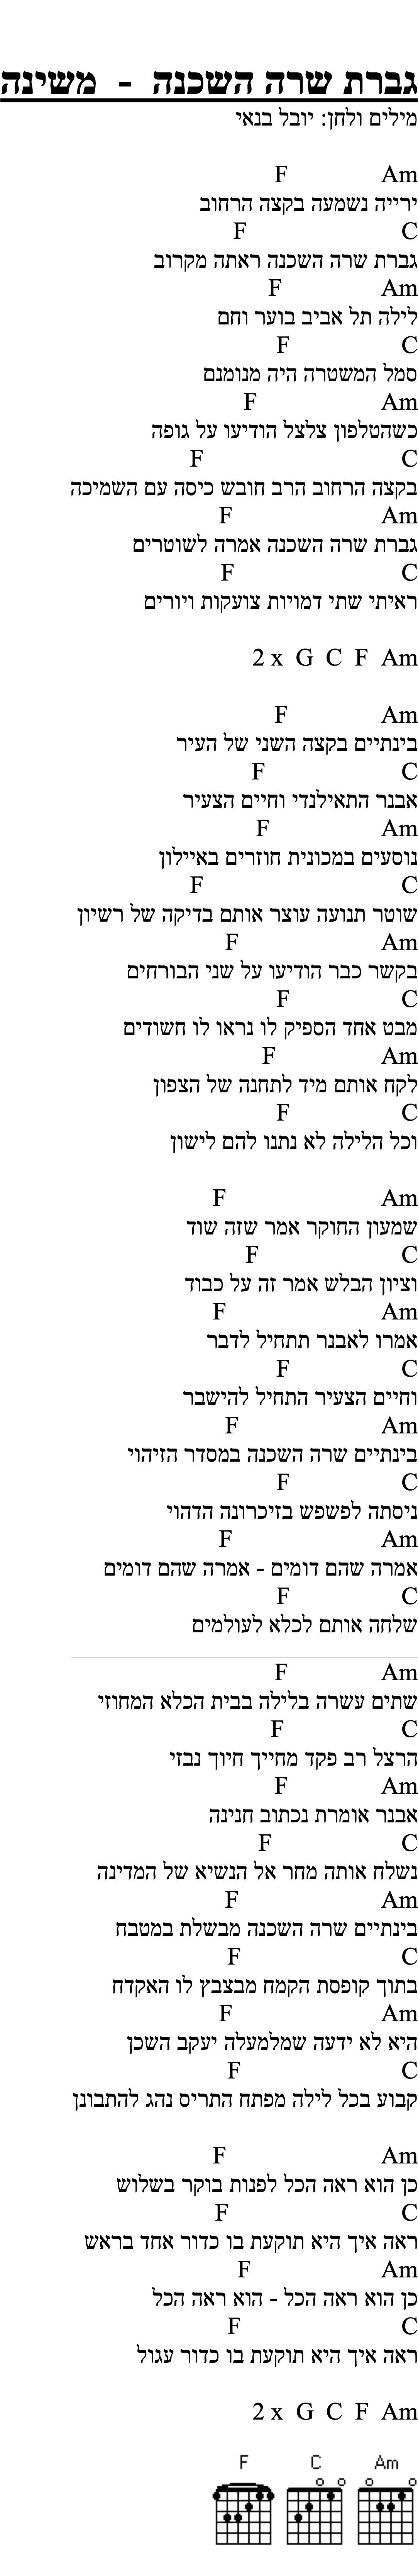 גברת שרה השכנה - משינה
מילים ולחן: יובל בנאי
Am F
ירייה נשמעה בקצה הרחוב
C F
גברת שרה השכנה ראתה מקרוב
Am F
לילה תל אביב בוער וחם
C F
סמל המשטרה היה מנומנם
Am F
כשהטלפון צלצל הודיעו על גופה
C F
בקצה הרחוב הרב חובש כיסה עם השמיכה
Am F
גברת שרה השכנה אמרה לשוטרים
C F
ראיתי שתי דמויות צועקות ויורים
Am F C G x 2
Am F
בינתיים בקצה השני של העיר
C F
אבנר התאילנדי וחיים הצעיר
Am F
נוסעים במכונית חוזרים באיילון
C F
שוטר תנועה עוצר אותם בדיקה של רשיון
Am F
בקשר כבר הודיעו על שני הבורחים
C F
מבט אחד הספיק לו נראו לו חשודים
Am F
לקח אותם מיד לתחנה של הצפון
C F
וכל הלילה לא נתנו להם לישון
Am F
שמעון החוקר אמר שזה שוד
C F
וציון הבלש אמר זה על כבוד
Am F
אמרו לאבנר תתחיל לדבר
C F
וחיים הצעיר התחיל להישבר
Am F
בינתיים שרה השכנה במסדר הזיהוי
C F
ניסתה לפשפש בזיכרונה הדהוי
Am F
אמרה שהם דומים - אמרה שהם דומים
C F
שלחה אותם לכלא לעולמים
Am F
שתים עשרה בלילה בבית הכלא המחוזי
C F
הרצל רב פקד מחייך חיוך נבזי
Am F
אבנר אומרת נכתוב חנינה
C F
נשלח אותה מחר אל הנשיא של המדינה
Am F
בינתיים שרה השכנה מבשלת במטבח
C F
בתוך קופסת הקמח מבצבץ לו האקדח
Am F
היא לא ידעה שמלמעלה יעקב השכן
C F
קבוע בכל לילה מפתח התריס נהג להתבונן
Am F
כן הוא ראה הכל לפנות בוקר בשלוש
C F
ראה איך היא תוקעת בו כדור אחד בראש
Am F
כן הוא ראה הכל - הוא ראה הכל
C F
ראה איך היא תוקעת בו כדור עגול
Am F C G x 2
F C Am